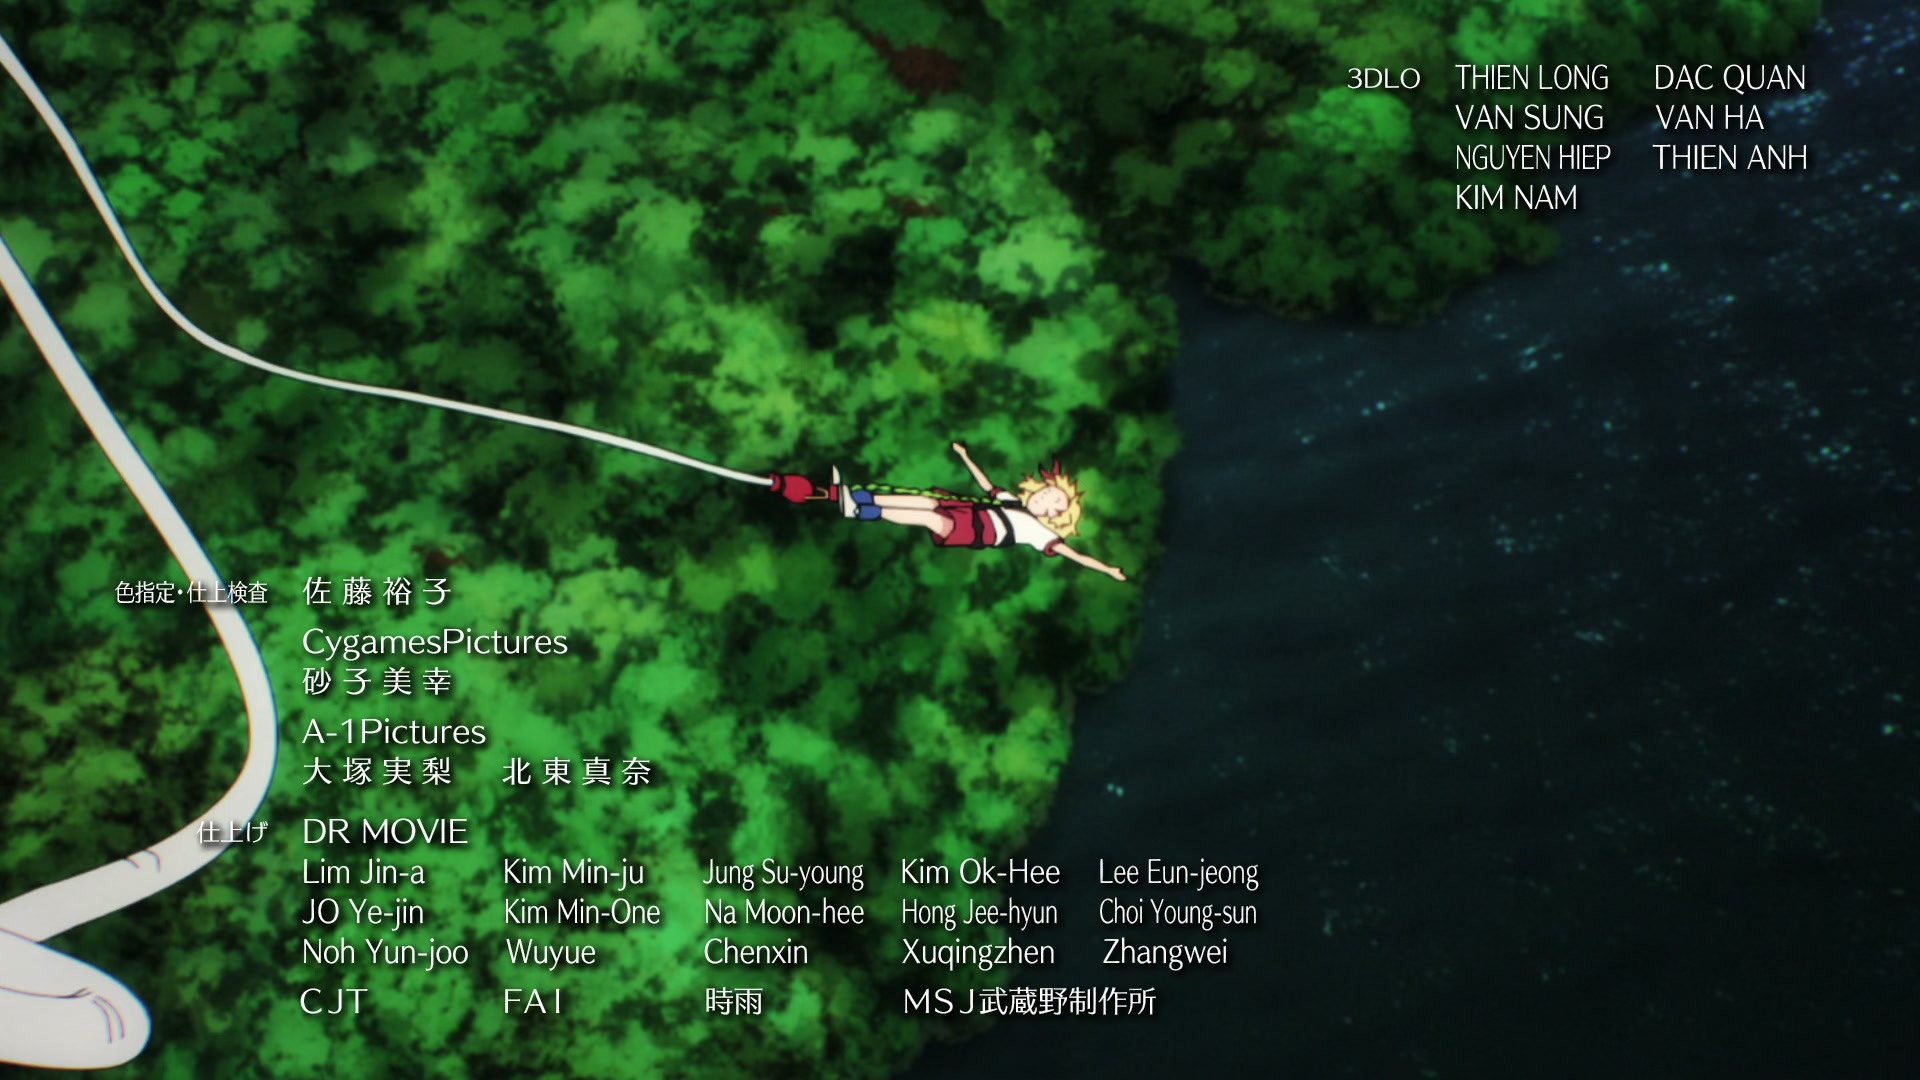 3DLO THIEN LONG DAC QUAN
VAN SUNG VAN HA
NGUYEN HIEP THIEN ANH
KIM NAM
色指定・仕上検査 佐藤裕子
CygamesPictures
砂子美幸
A-1Pictures
大塚実梨 北東真奈
仕上げ DR MOVIE
Lim Jin-a Kim Min-ju Jung Su-young Kim Ok-Hee Lee Eun-jeong
JO Ye-jin Kim Min-One Na Moon-hee Hong Jee-hyun Choi Young-sun
Noh Yun-joo Wuyue Chenxin Xuqingzhen Zhangwei
CJT FAI 時雨 MSJ武蔵野制作所